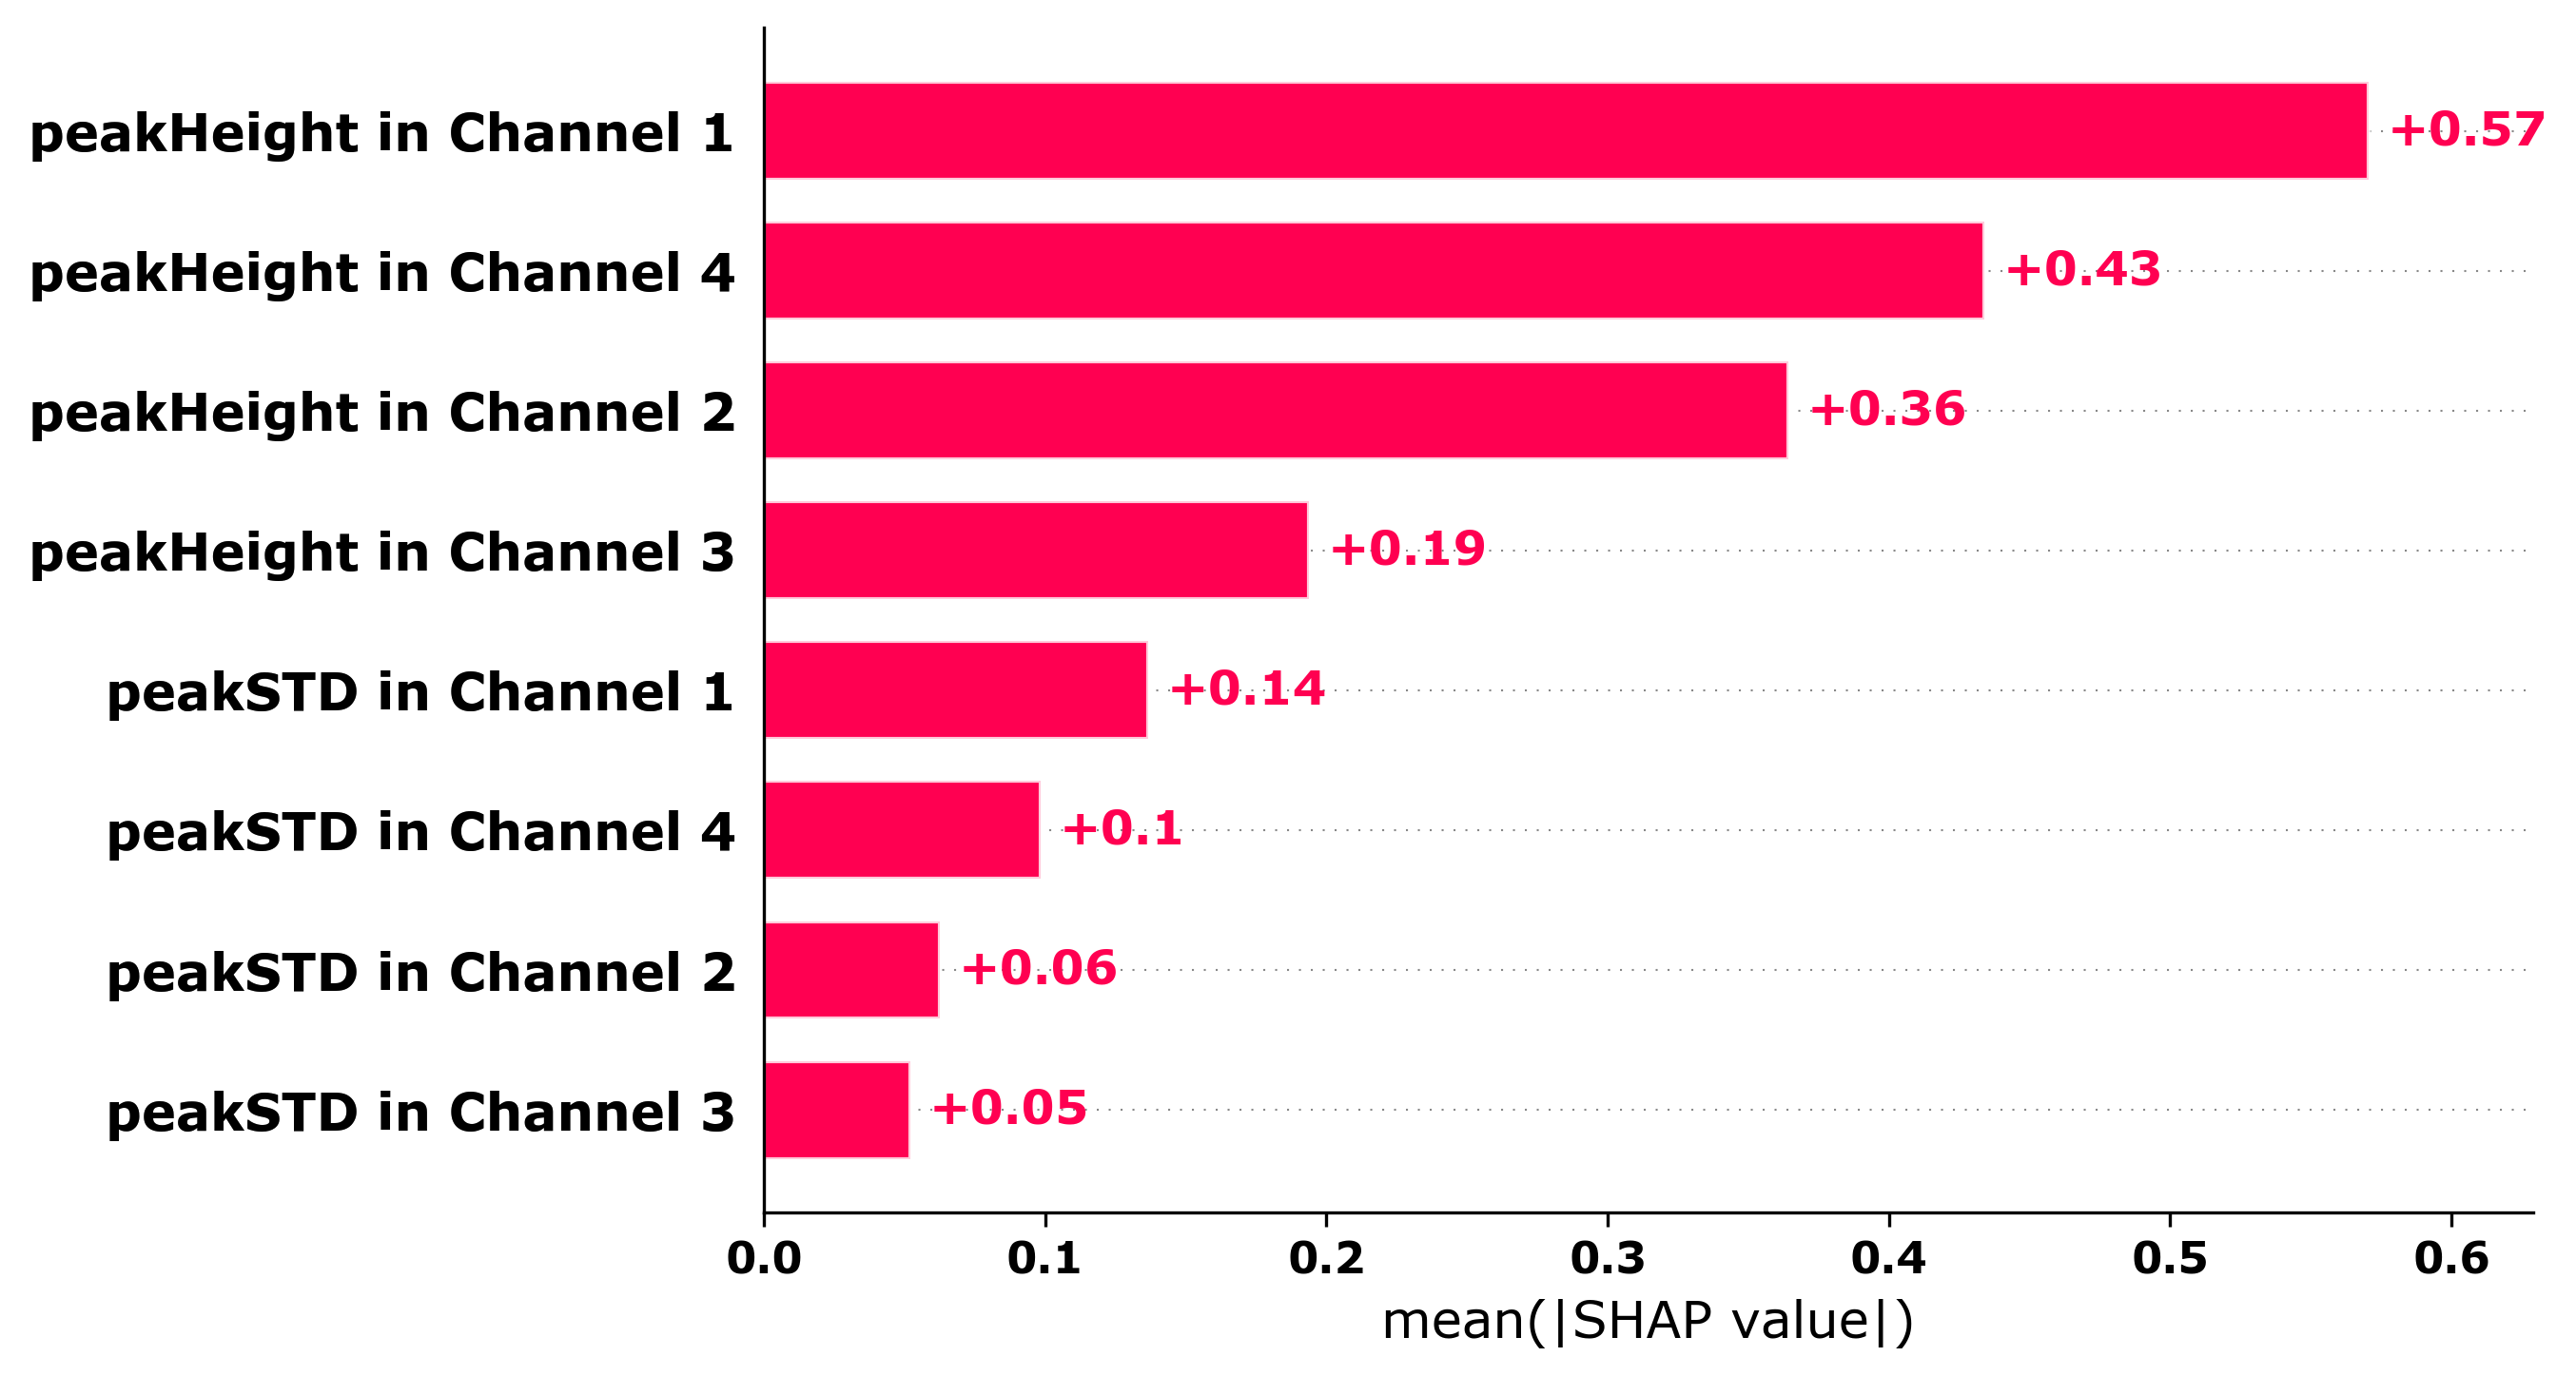 peakHeight in Channel 1 +0.57
peakHeight in Channel 4 +0.43
peakHeight in Channel 2 +0.36
peakHeight in Channel 3 +0.19
peakSTD in Channel 1 +0.14
peakSTD in Channel 4 +0.1
peakSTD in Channel 2 +0.06
peakSTD in Channel 3 +0.05
0.0 0.1 0.2 0.3 0.4 0.5 0.6
mean(|SHAP value|)